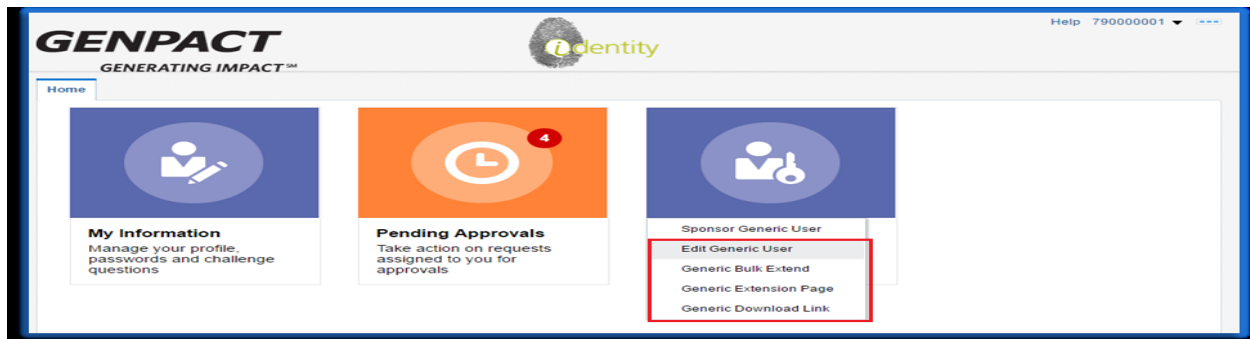 GENPACT
GENERATING IMPACT℠
identity
Help 790000001
Home
4
My Information
Manage your profile,
passwords and challenge
questions
Pending Approvals
Take action on requests
assigned to you for
approvals
Sponsor Generic User
Edit Generic User
Generic Bulk Extend
Generic Extension Page
Generic Download Link